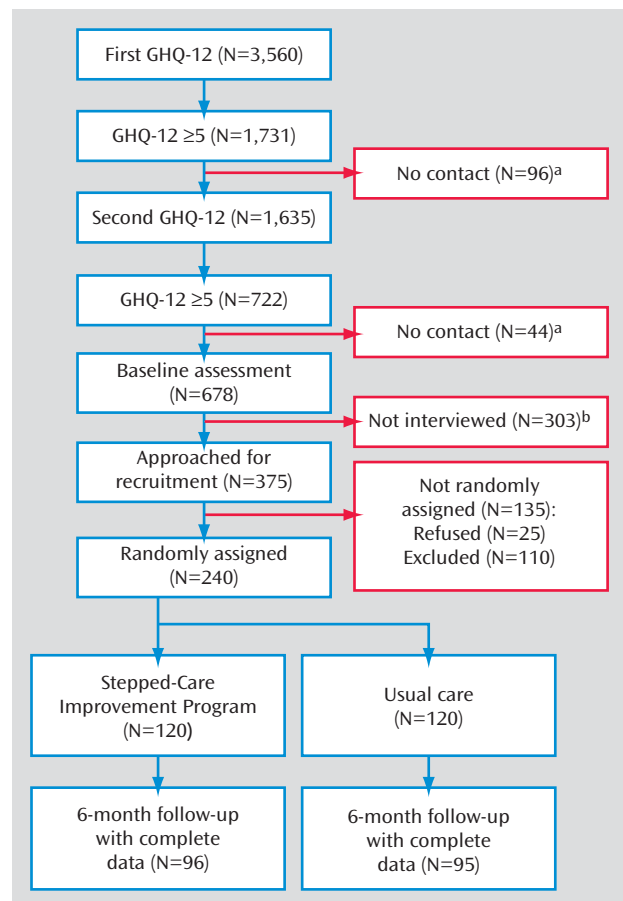 First GHQ-12 (N=3,560)
GHQ-12 ≥5 (N=1,731)
No contact (N=96)a
Second GHQ-12 (N=1,635)
GHQ-12 ≥5 (N=722)
No contact (N=44)a
Baseline assessment
(N=678)
Not interviewed (N=303)b
Approached for
recruitment (N=375)
Not randomly
assigned (N=135):
Refused (N=25)
Excluded (N=110)
Randomly assigned
(N=240)
Stepped-Care
Improvement Program
(N=120)
Usual care
(N=120)
6-month follow-up
with complete
data (N=96)
6-month follow-up
with complete
data (N=95)